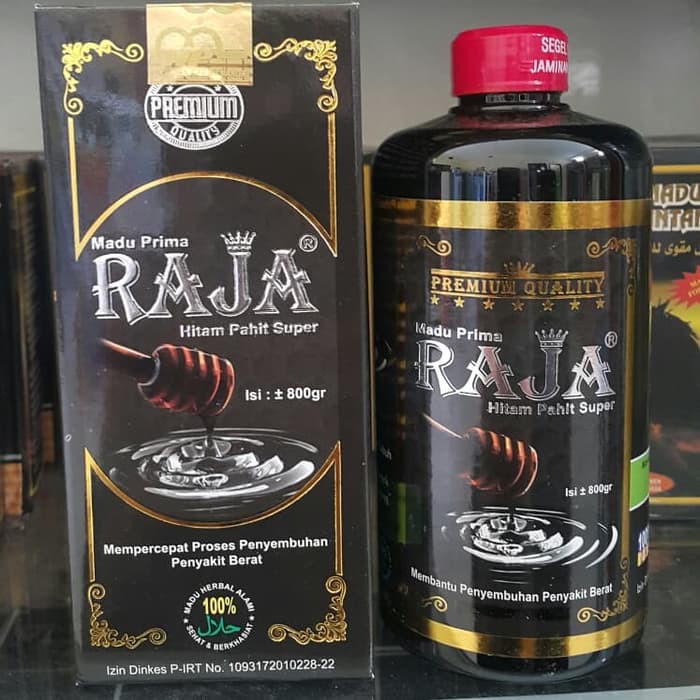 PREMIUM
QUALITY
Madu Prima
RAJA®
Hitam Pahit Super
Isi : ± 800gr
Mempercepat Proses Penyembuhan
Penyakit Berat
MADU HERBAL ALAMI
100%
حلال
SEHAT & BERKHASIAT
Izin Dinkes P-IRT No. 1093172010228-22
SEGEL
JAMINAN
PREMIUM QUALITY
Madu Prima
RAJA®
Hitam Pahit Super
Isi ± 800gr
Membantu Penyembuhan Penyakit Berat
MADU